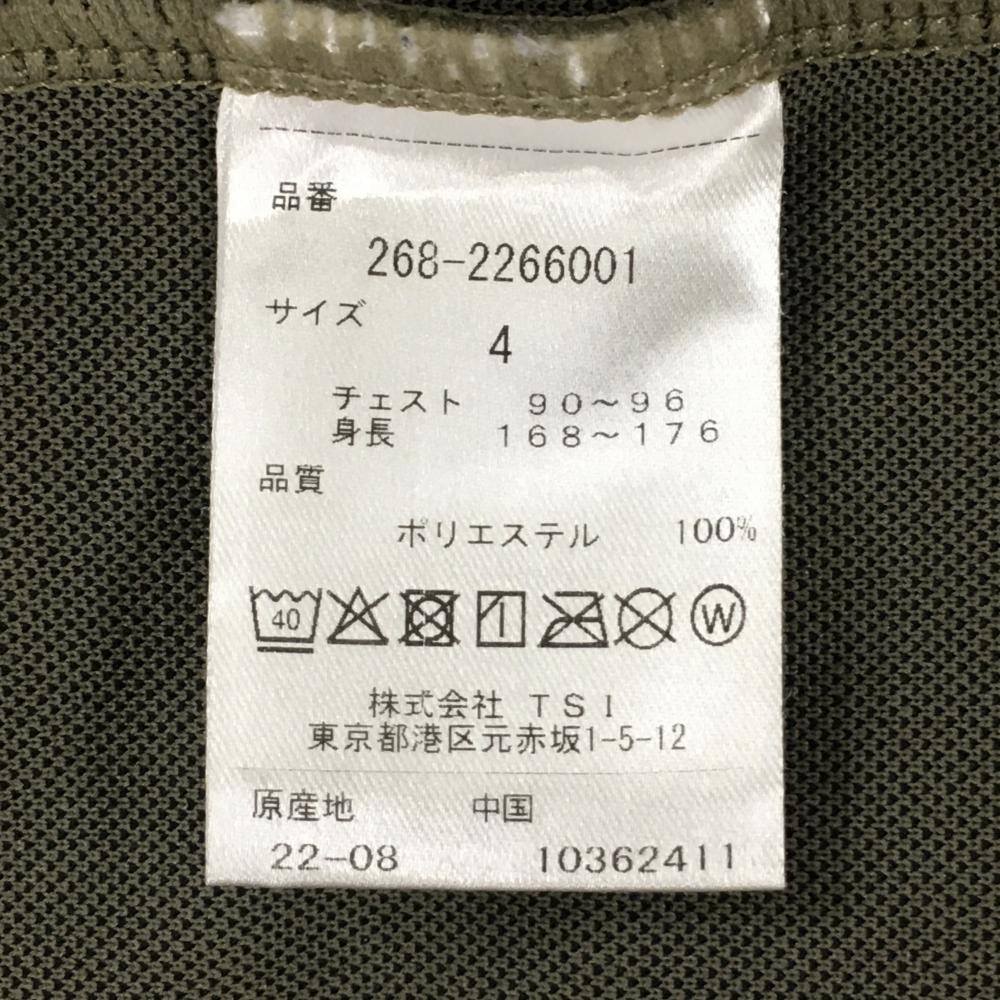 品番
268-2266001
サイズ
4
チェスト 90~96
身長 168~176
品質
ポリエステル 100%
40 W
株式会社 TSI
東京都港区元赤坂1-5-12
原産地 中国
22-08 10362411